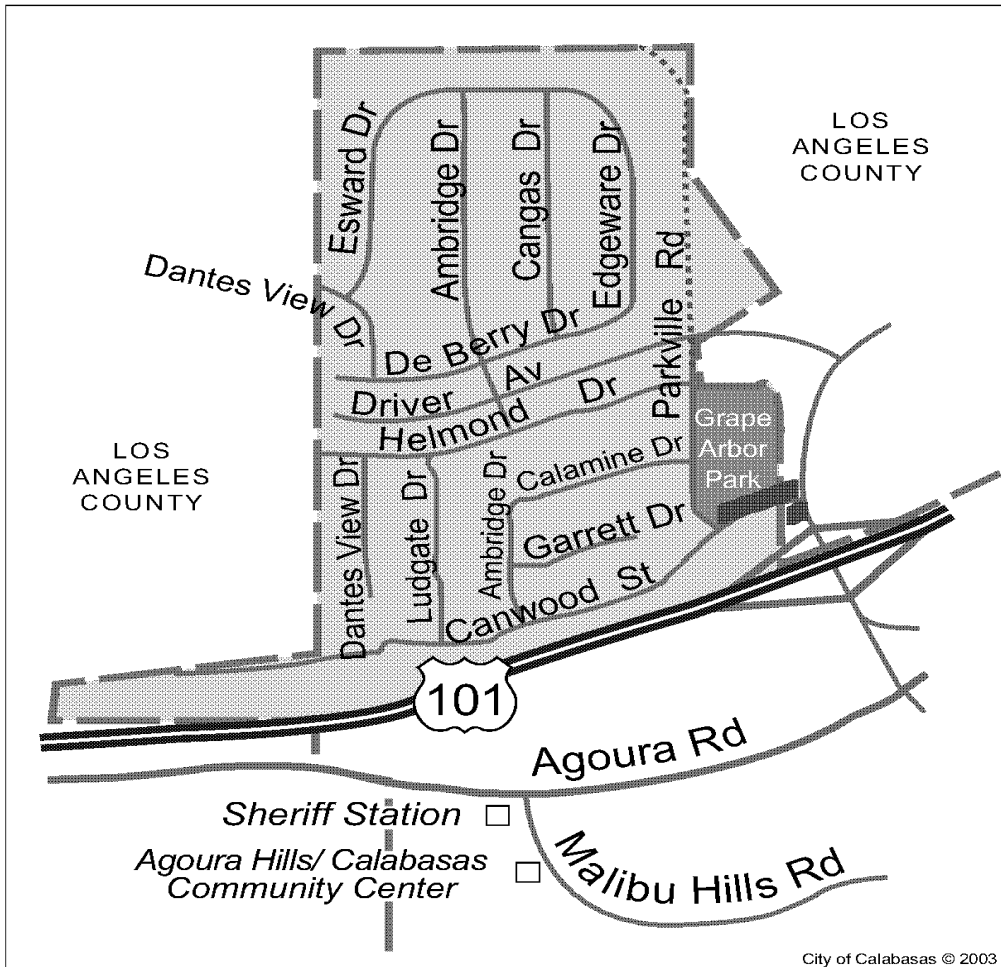 LOS
ANGELES
COUNTY
Esward Dr
Ambridge Dr
Cangas Dr
Edgeware Dr
Parkville Rd
Dantes View Dr
De Berry Dr
Driver Av
Helmond Dr
Grape
Arbor
Park
LOS
ANGELES
COUNTY
Dantes View Dr
Ludgate Dr
Ambridge Dr
Calamine Dr
Garrett Dr
Canwood St
101
Agoura Rd
Sheriff Station
Agoura Hills/ Calabasas
Community Center
Malibu Hills Rd
City of Calabasas © 2003